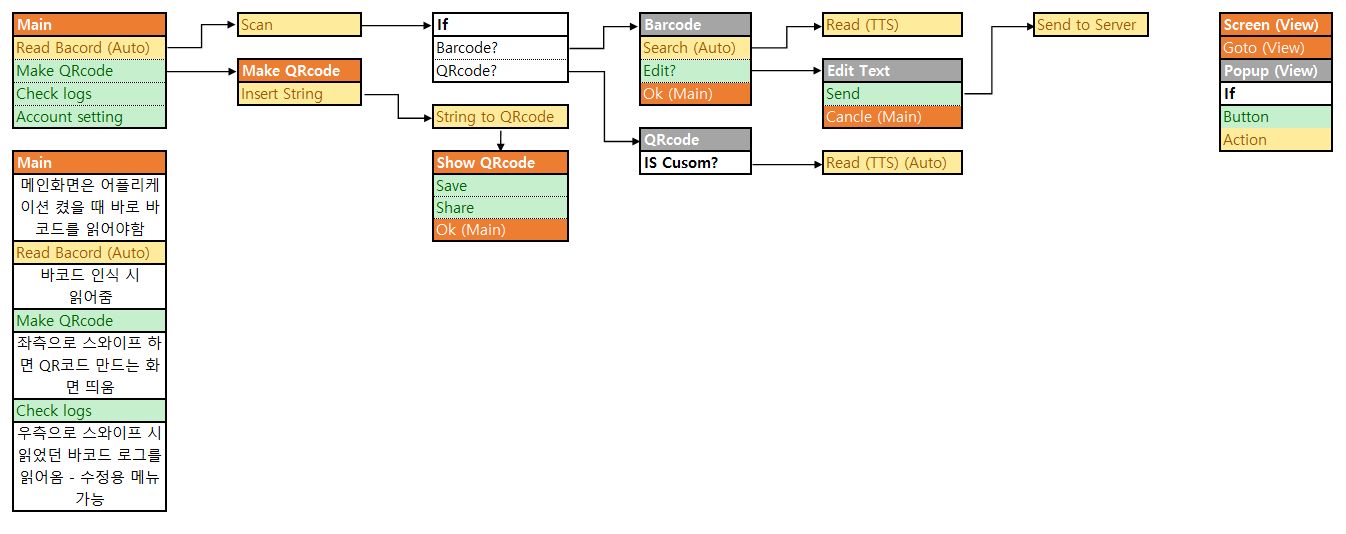 Main
Read Bacord (Auto)
Make QRcode
Check logs
Account setting
Scan
Make QRcode
Insert String
If
Barcode?
QRcode?
String to QRcode
Show QRcode
Save
Share
Ok (Main)
Barcode
Search (Auto)
Edit?
Ok (Main)
QRcode
IS Cusom?
Read (TTS)
Edit Text
Send
Cancle (Main)
Read (TTS) (Auto)
Send to Server
Screen (View)
Goto (View)
Popup (View)
If
Button
Action
Main
메인화면은 어플리케
이션 켰을 때 바로 바
코드를 읽어야함
Read Bacord (Auto)
바코드 인식 시
읽어줌
Make QRcode
좌측으로 스와이프 하
면 QR코드 만드는 화
면 띄움
Check logs
우측으로 스와이프 시
읽었던 바코드 로그를
읽어옴 - 수정용 메뉴
가능